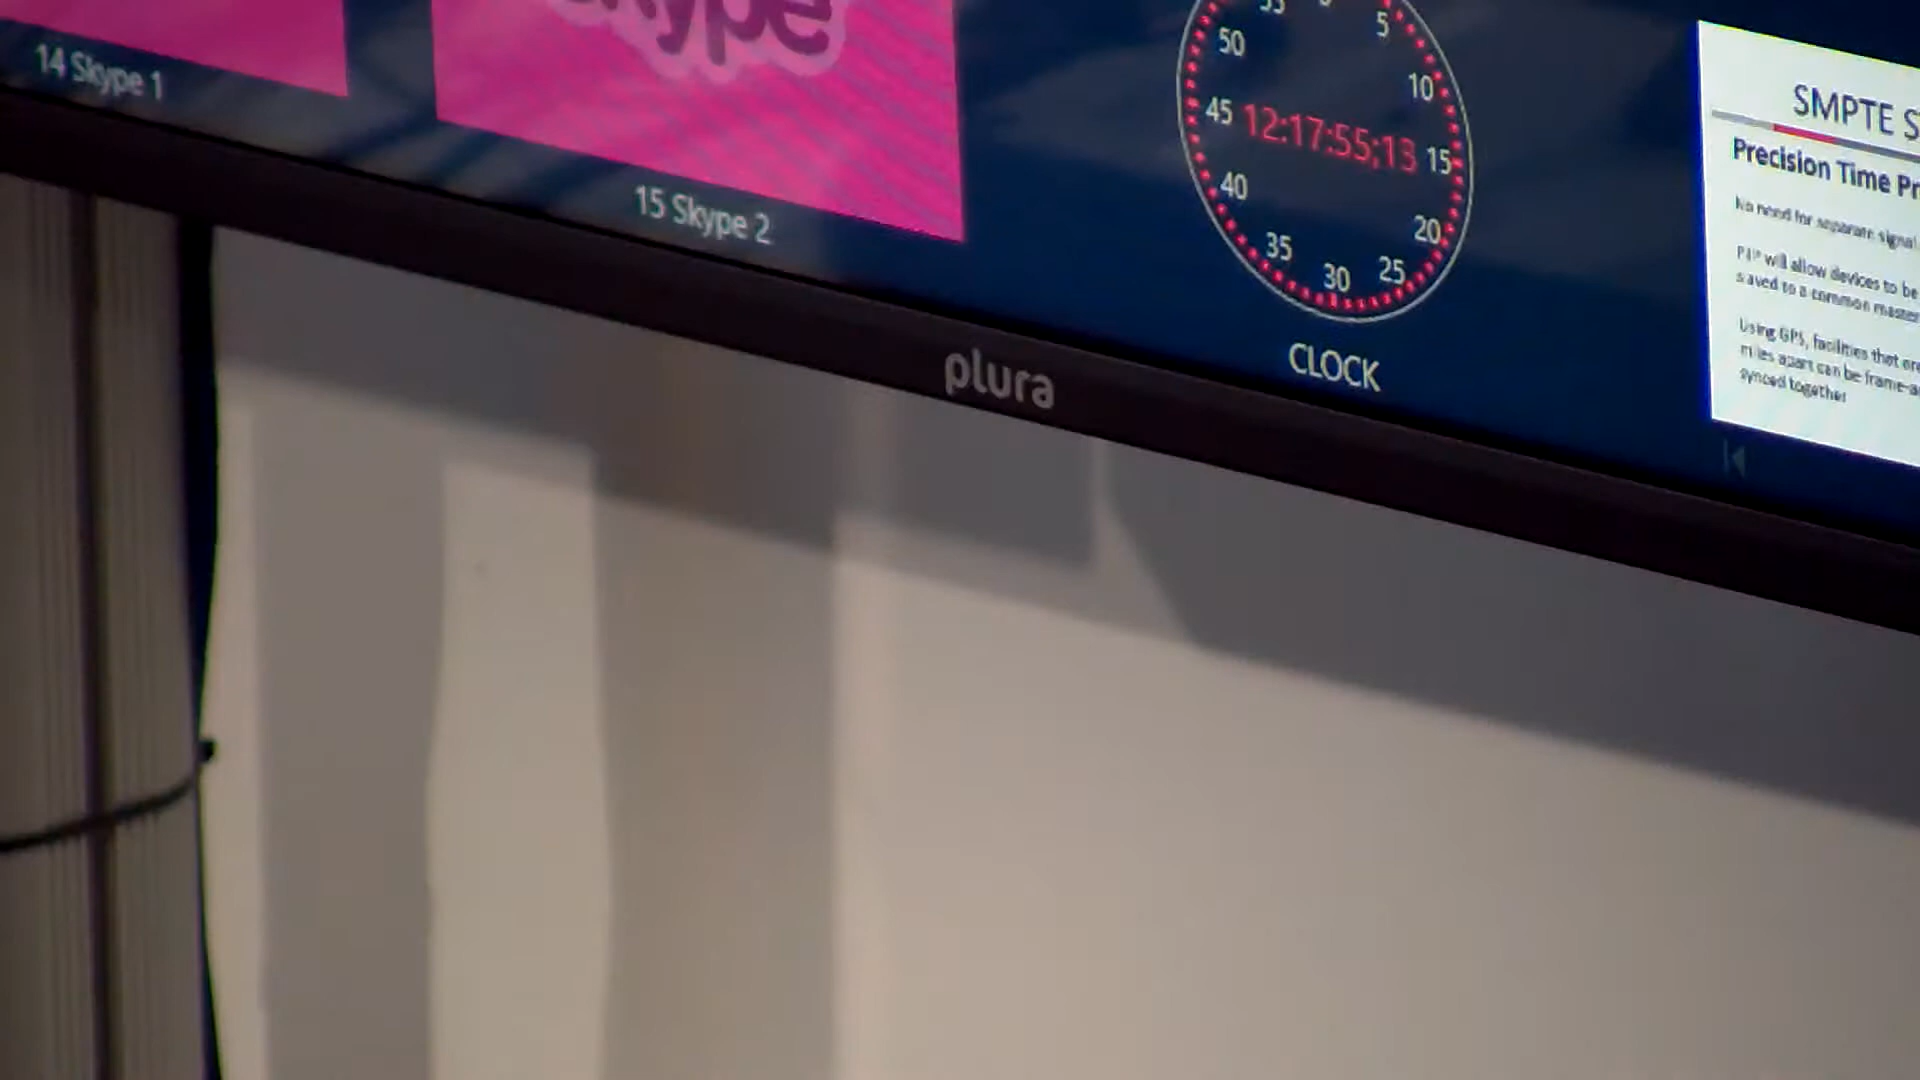 skype
14 Skype 1
15 Skype 2
5
10
15
20
25
30
35
40
45
50
55
12:17:55;13
CLOCK
plura
SMPTE S
Precision Time Pr
No need for separate signal
PTP will allow devices to be
slaved to a common master
Using GPS, facilities that are
miles apart can be frame-a
synced together